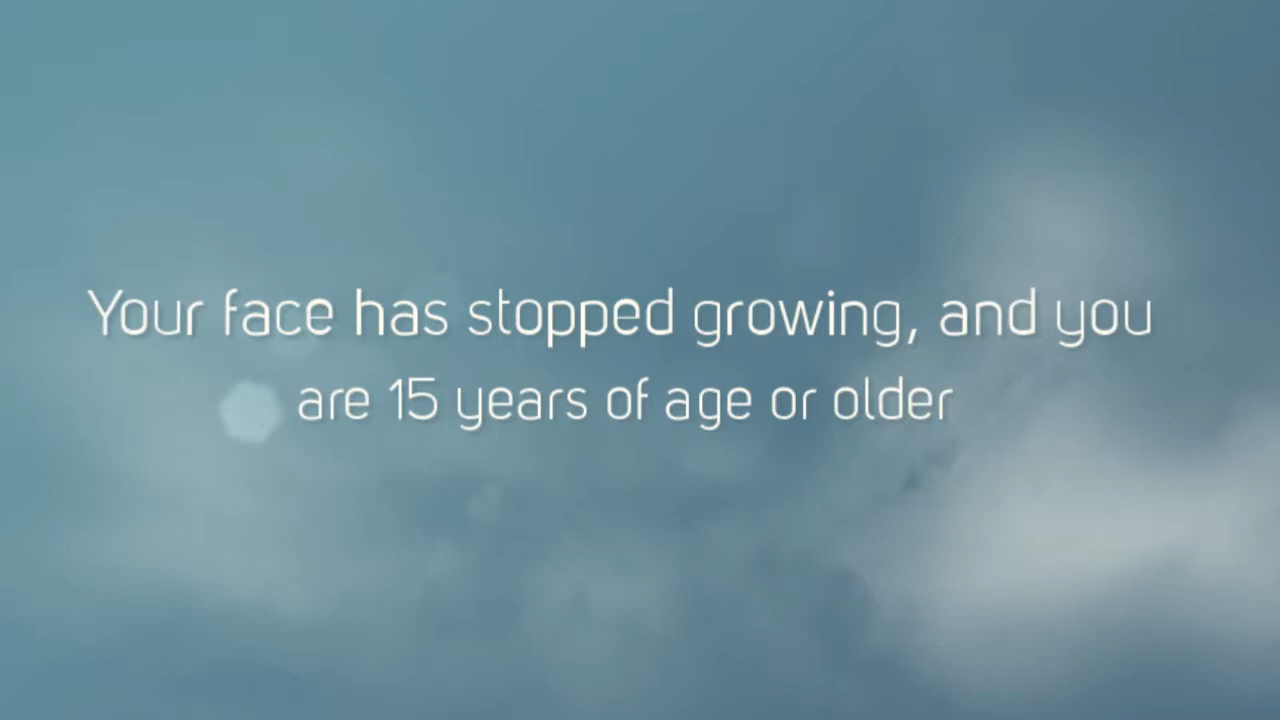 Your face has stopped growing, and you
are 15 years of age or older